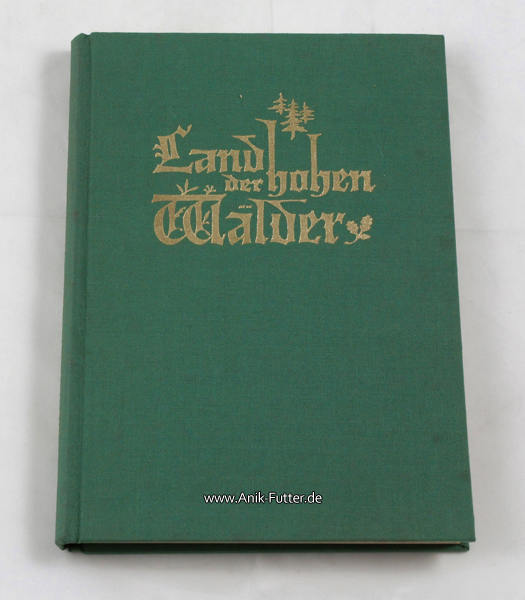 Land
der hohen
Wälder
www.Anik-Futter.de